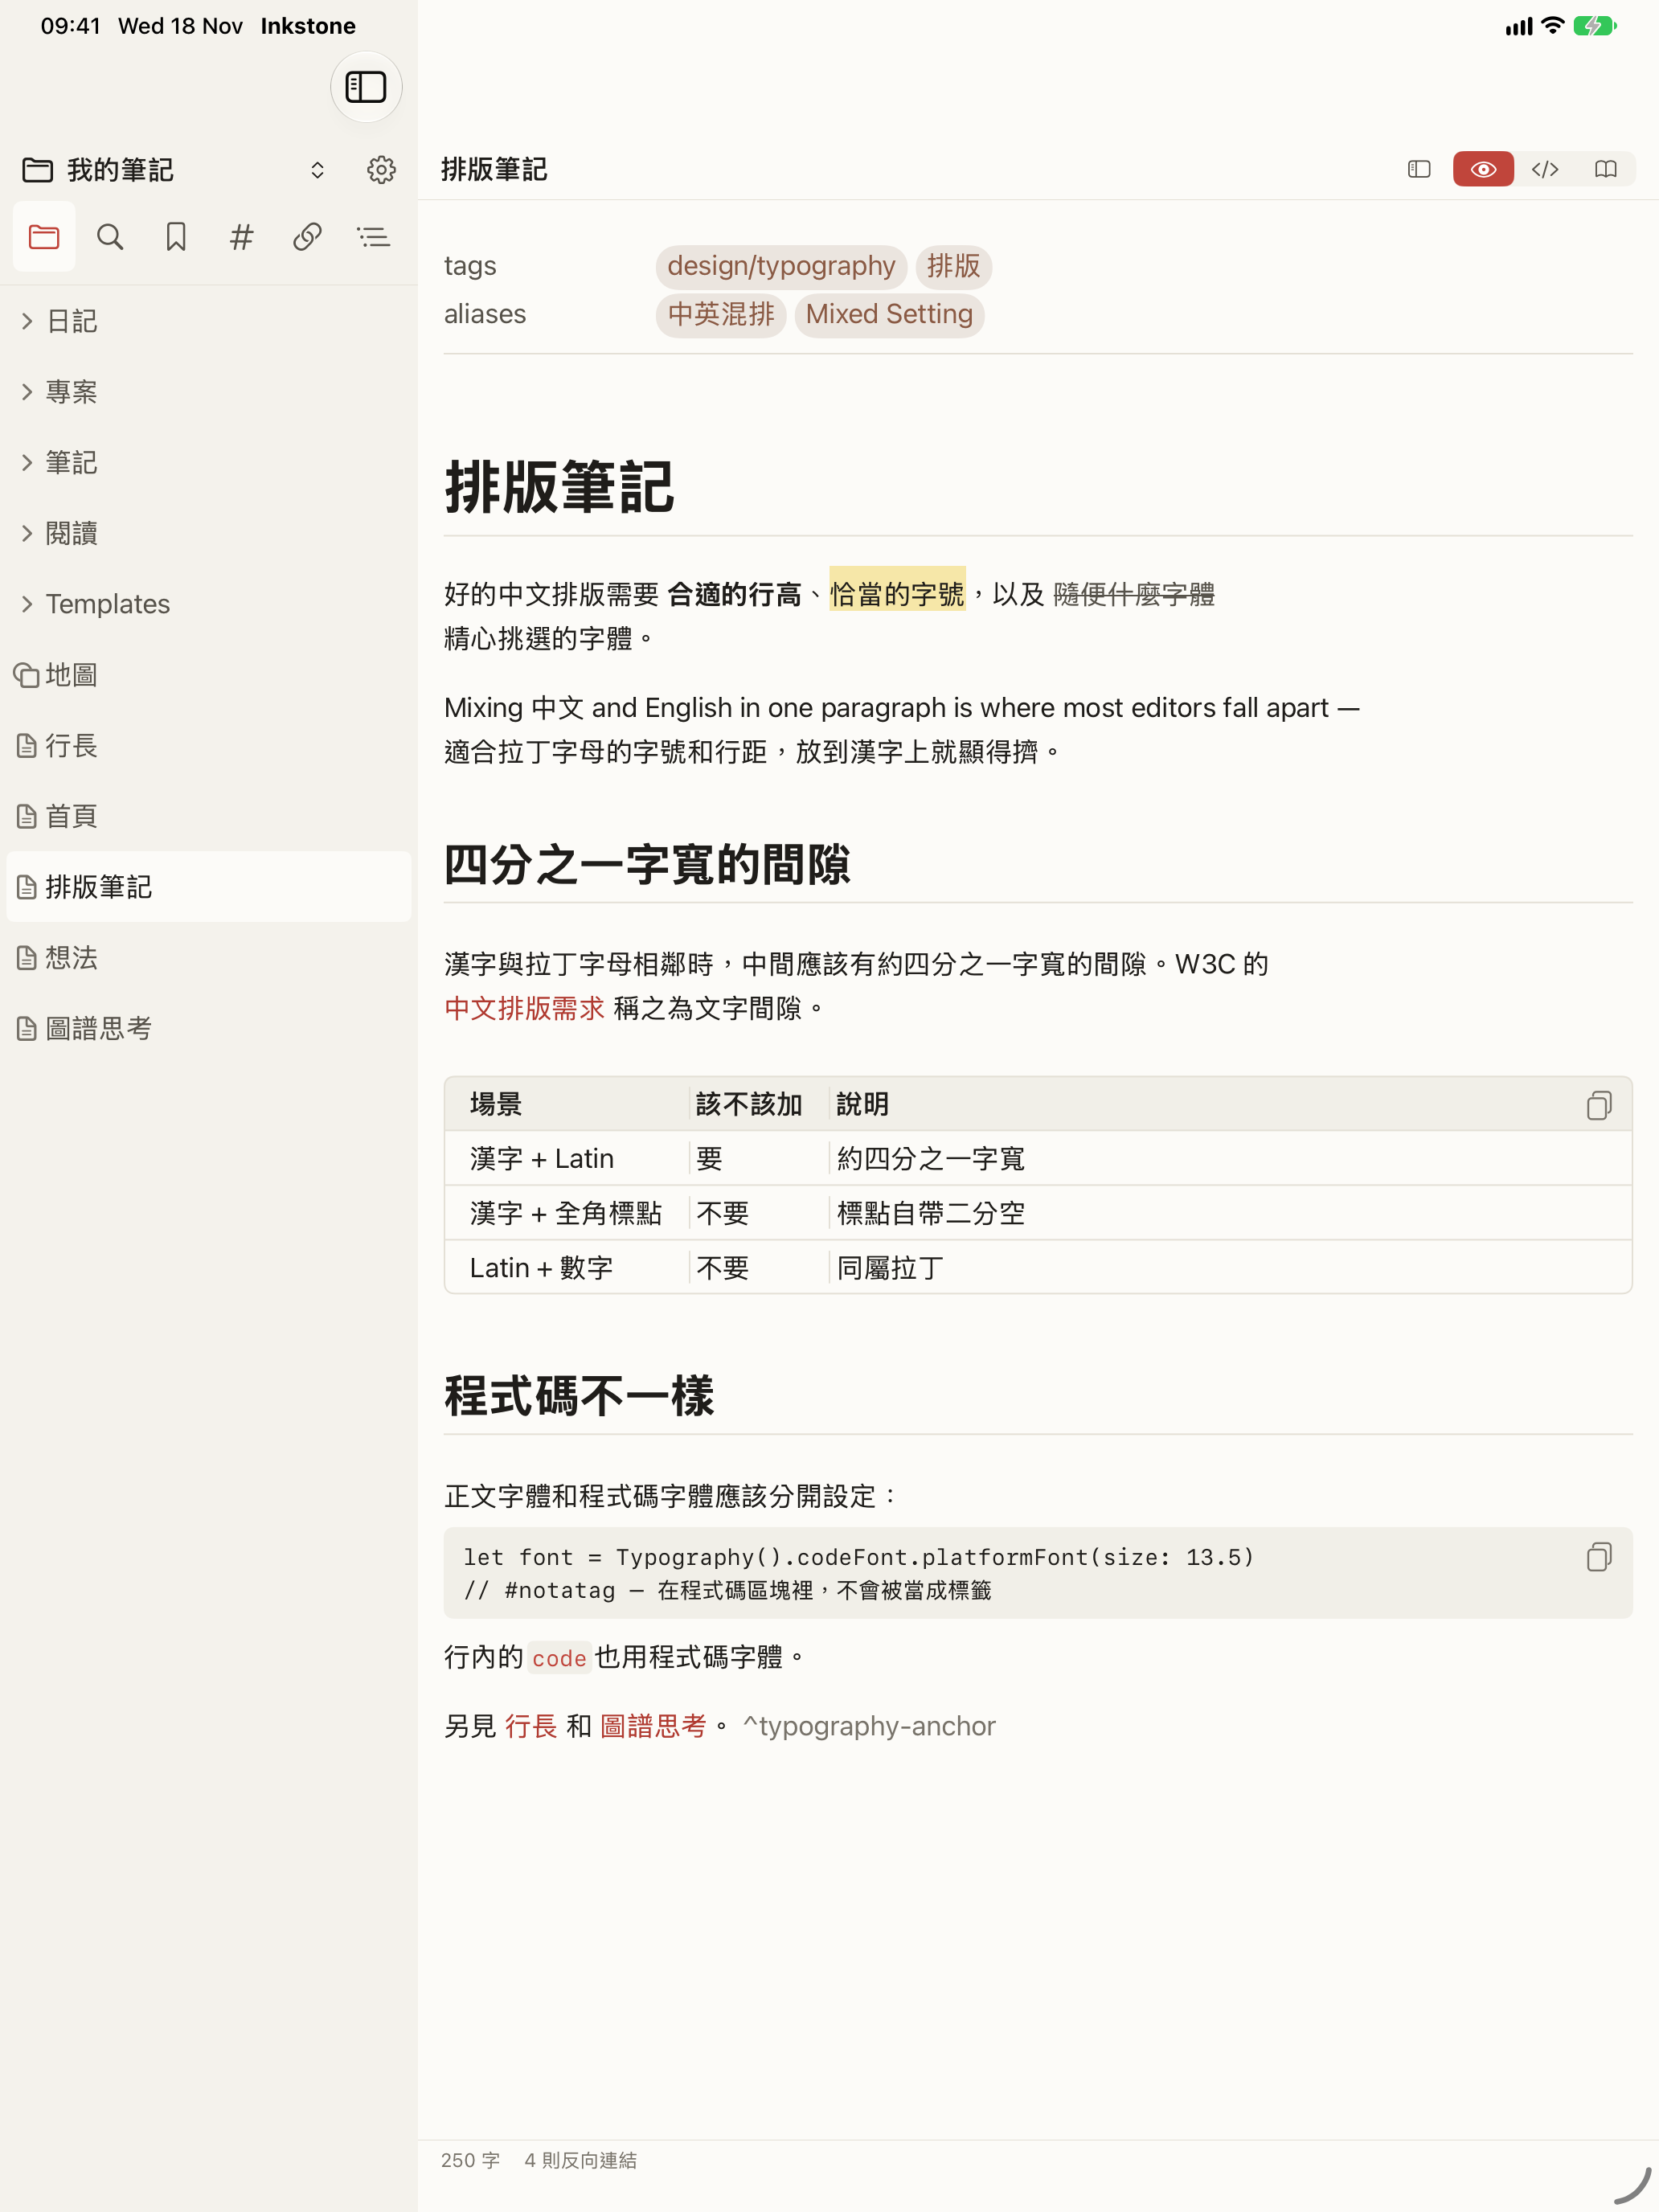 09:41 Wed 18 Nov Inkstone
我的筆記
日記
專案
筆記
閱讀
Templates
地圖
行長
首頁
排版筆記
想法
圖譜思考
排版筆記
tags design/typography 排版
aliases 中英混排 Mixed Setting
排版筆記
好的中文排版需要 合適的行高、恰當的字號，以及 隨便什麼字體
精心挑選的字體。
Mixing 中文 and English in one paragraph is where most editors fall apart —
適合拉丁字母的字號和行距，放到漢字上就顯得擠。
四分之一字寬的間隙
漢字與拉丁字母相鄰時，中間應該有約四分之一字寬的間隙。W3C 的
中文排版需求 稱之為文字間隙。
場景 該不該加 說明
漢字 + Latin 要 約四分之一字寬
漢字 + 全角標點 不要 標點自帶二分空
Latin + 數字 不要 同屬拉丁
程式碼不一樣
正文字體和程式碼字體應該分開設定：
let font = Typography().codeFont.platformFont(size: 13.5)
// #notatag — 在程式碼區塊裡，不會被當成標籤
行內的 code 也用程式碼字體。
另見 行長 和 圖譜思考。 ^typography-anchor
250 字 4 則反向連結